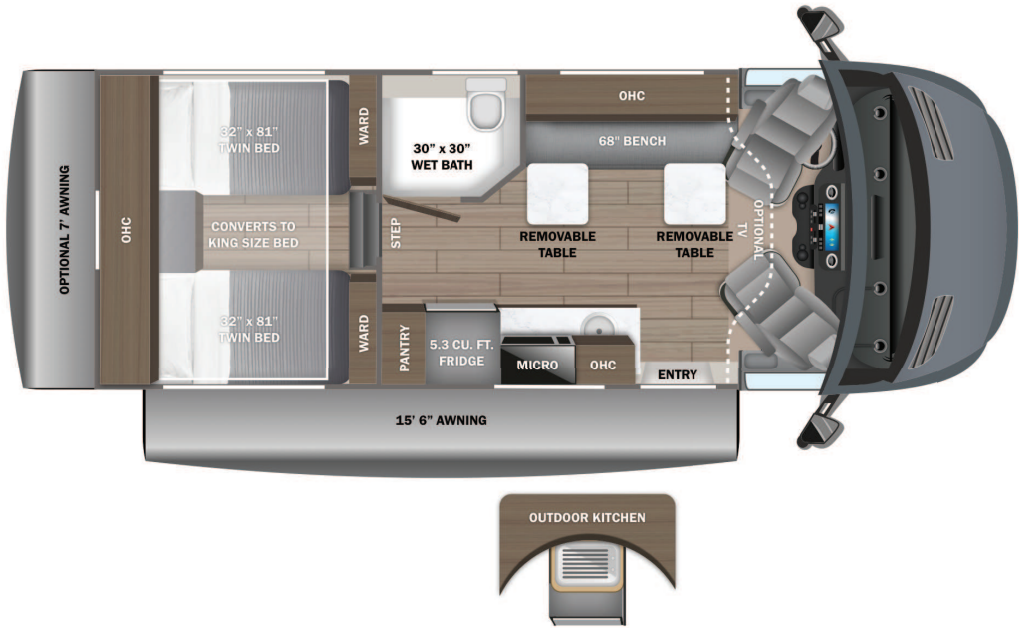 OPTIONAL 7' AWNING
OHC
32" x 81"
TWIN BED
CONVERTS TO
KING SIZE BED
32" x 81"
TWIN BED
WARD
STEP
WARD
30" x 30"
WET BATH
OHC
68" BENCH
REMOVABLE
TABLE
REMOVABLE
TABLE
OPTIONAL
TV
PANTRY
5.3 CU. FT.
FRIDGE
MICRO
OHC
ENTRY
15' 6" AWNING
OUTDOOR KITCHEN